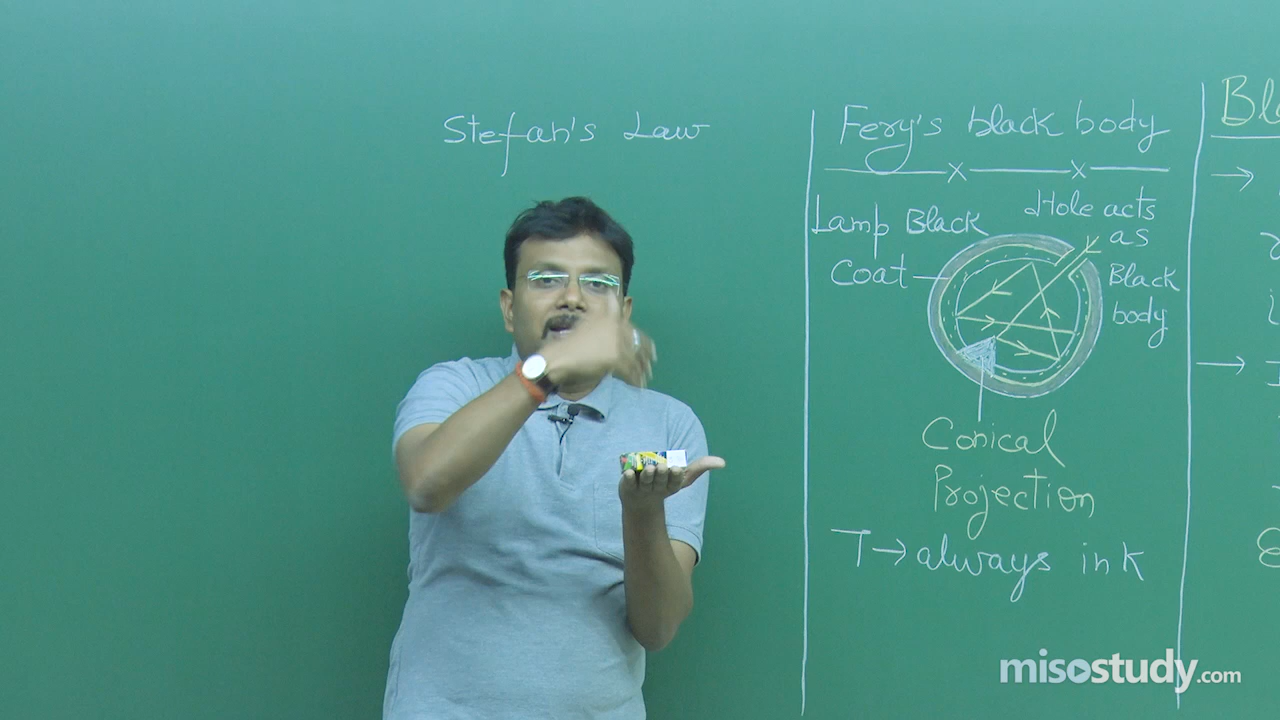 Stefan's Law
Fery's black body
Lamp Black
Coat
Hole acts
as
Black
body
Conical
Projection
T → always in K
misostudy.com